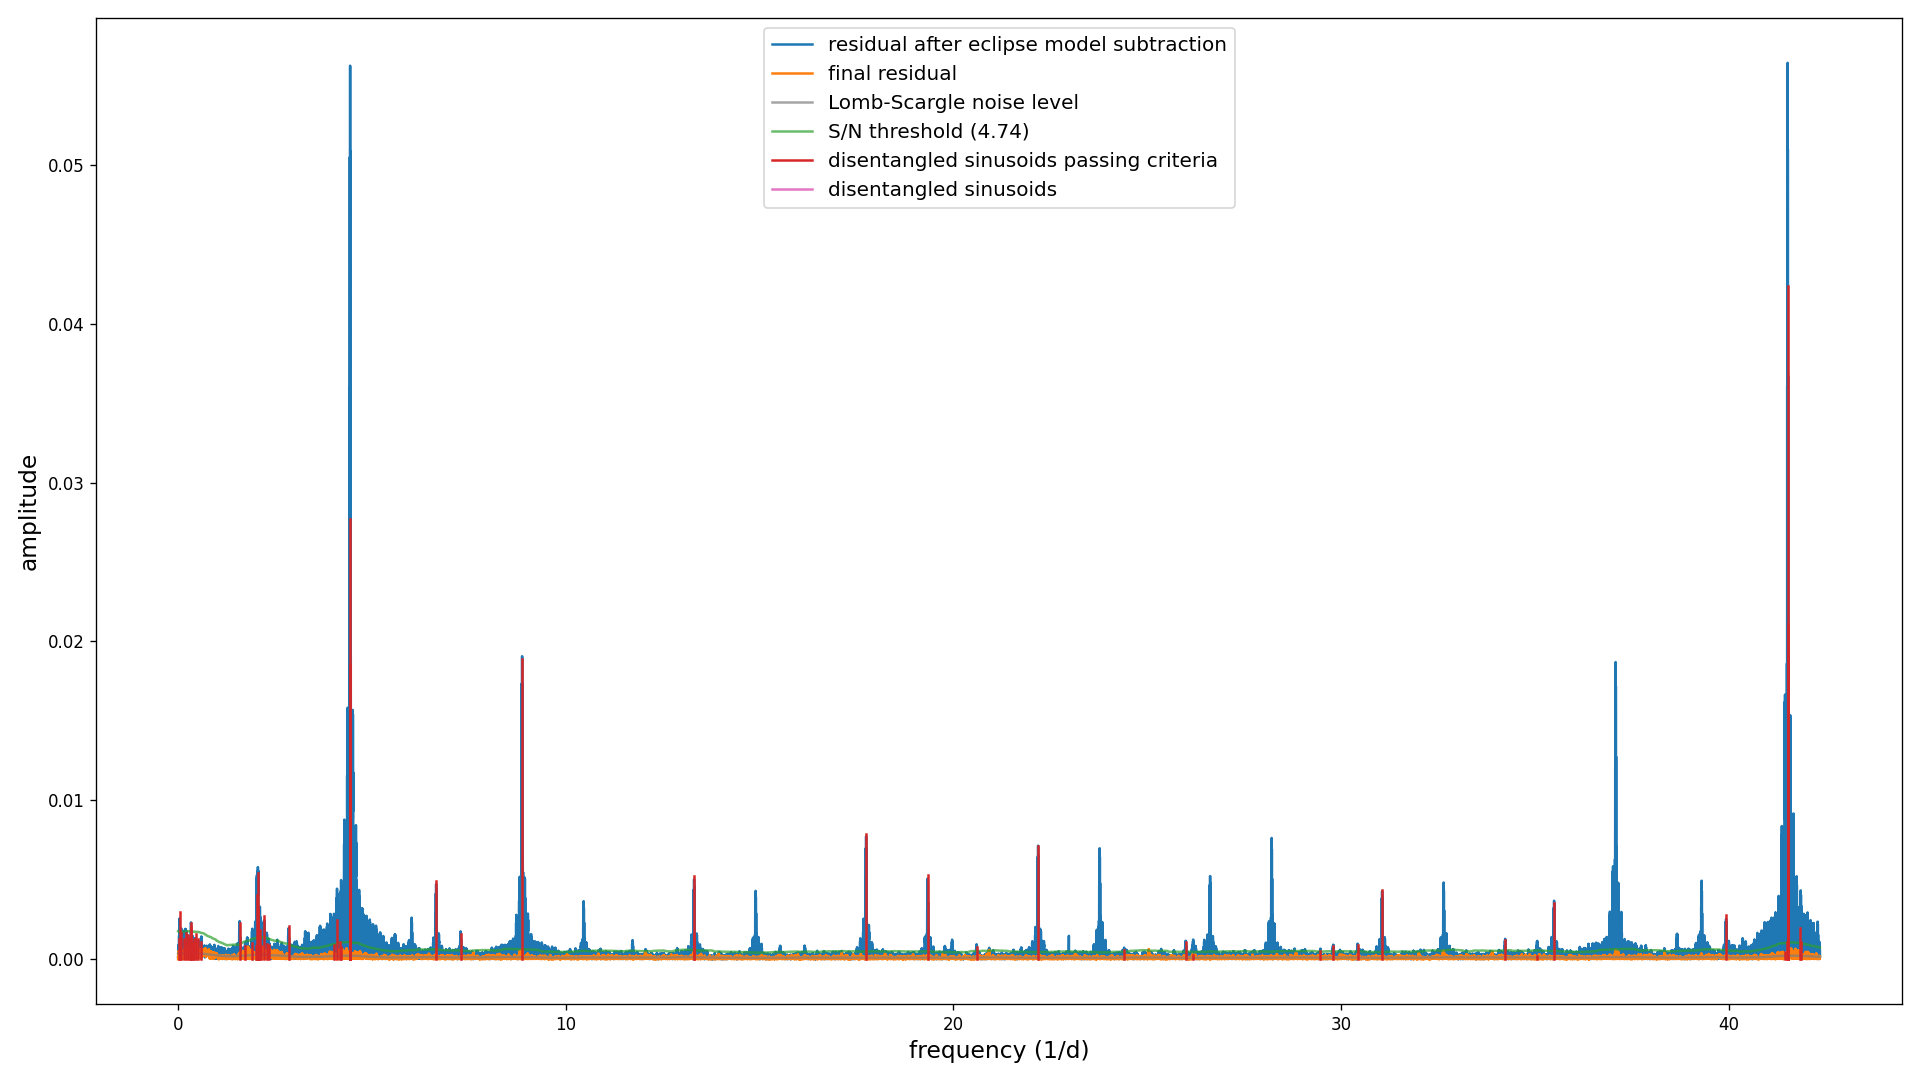 residual after eclipse model subtraction
final residual
Lomb-Scargle noise level
S/N threshold (4.74)
disentangled sinusoids passing criteria
disentangled sinusoids
0.05
0.04
0.03
0.02
0.01
0.00
amplitude
0 10 20 30 40
frequency (1/d)